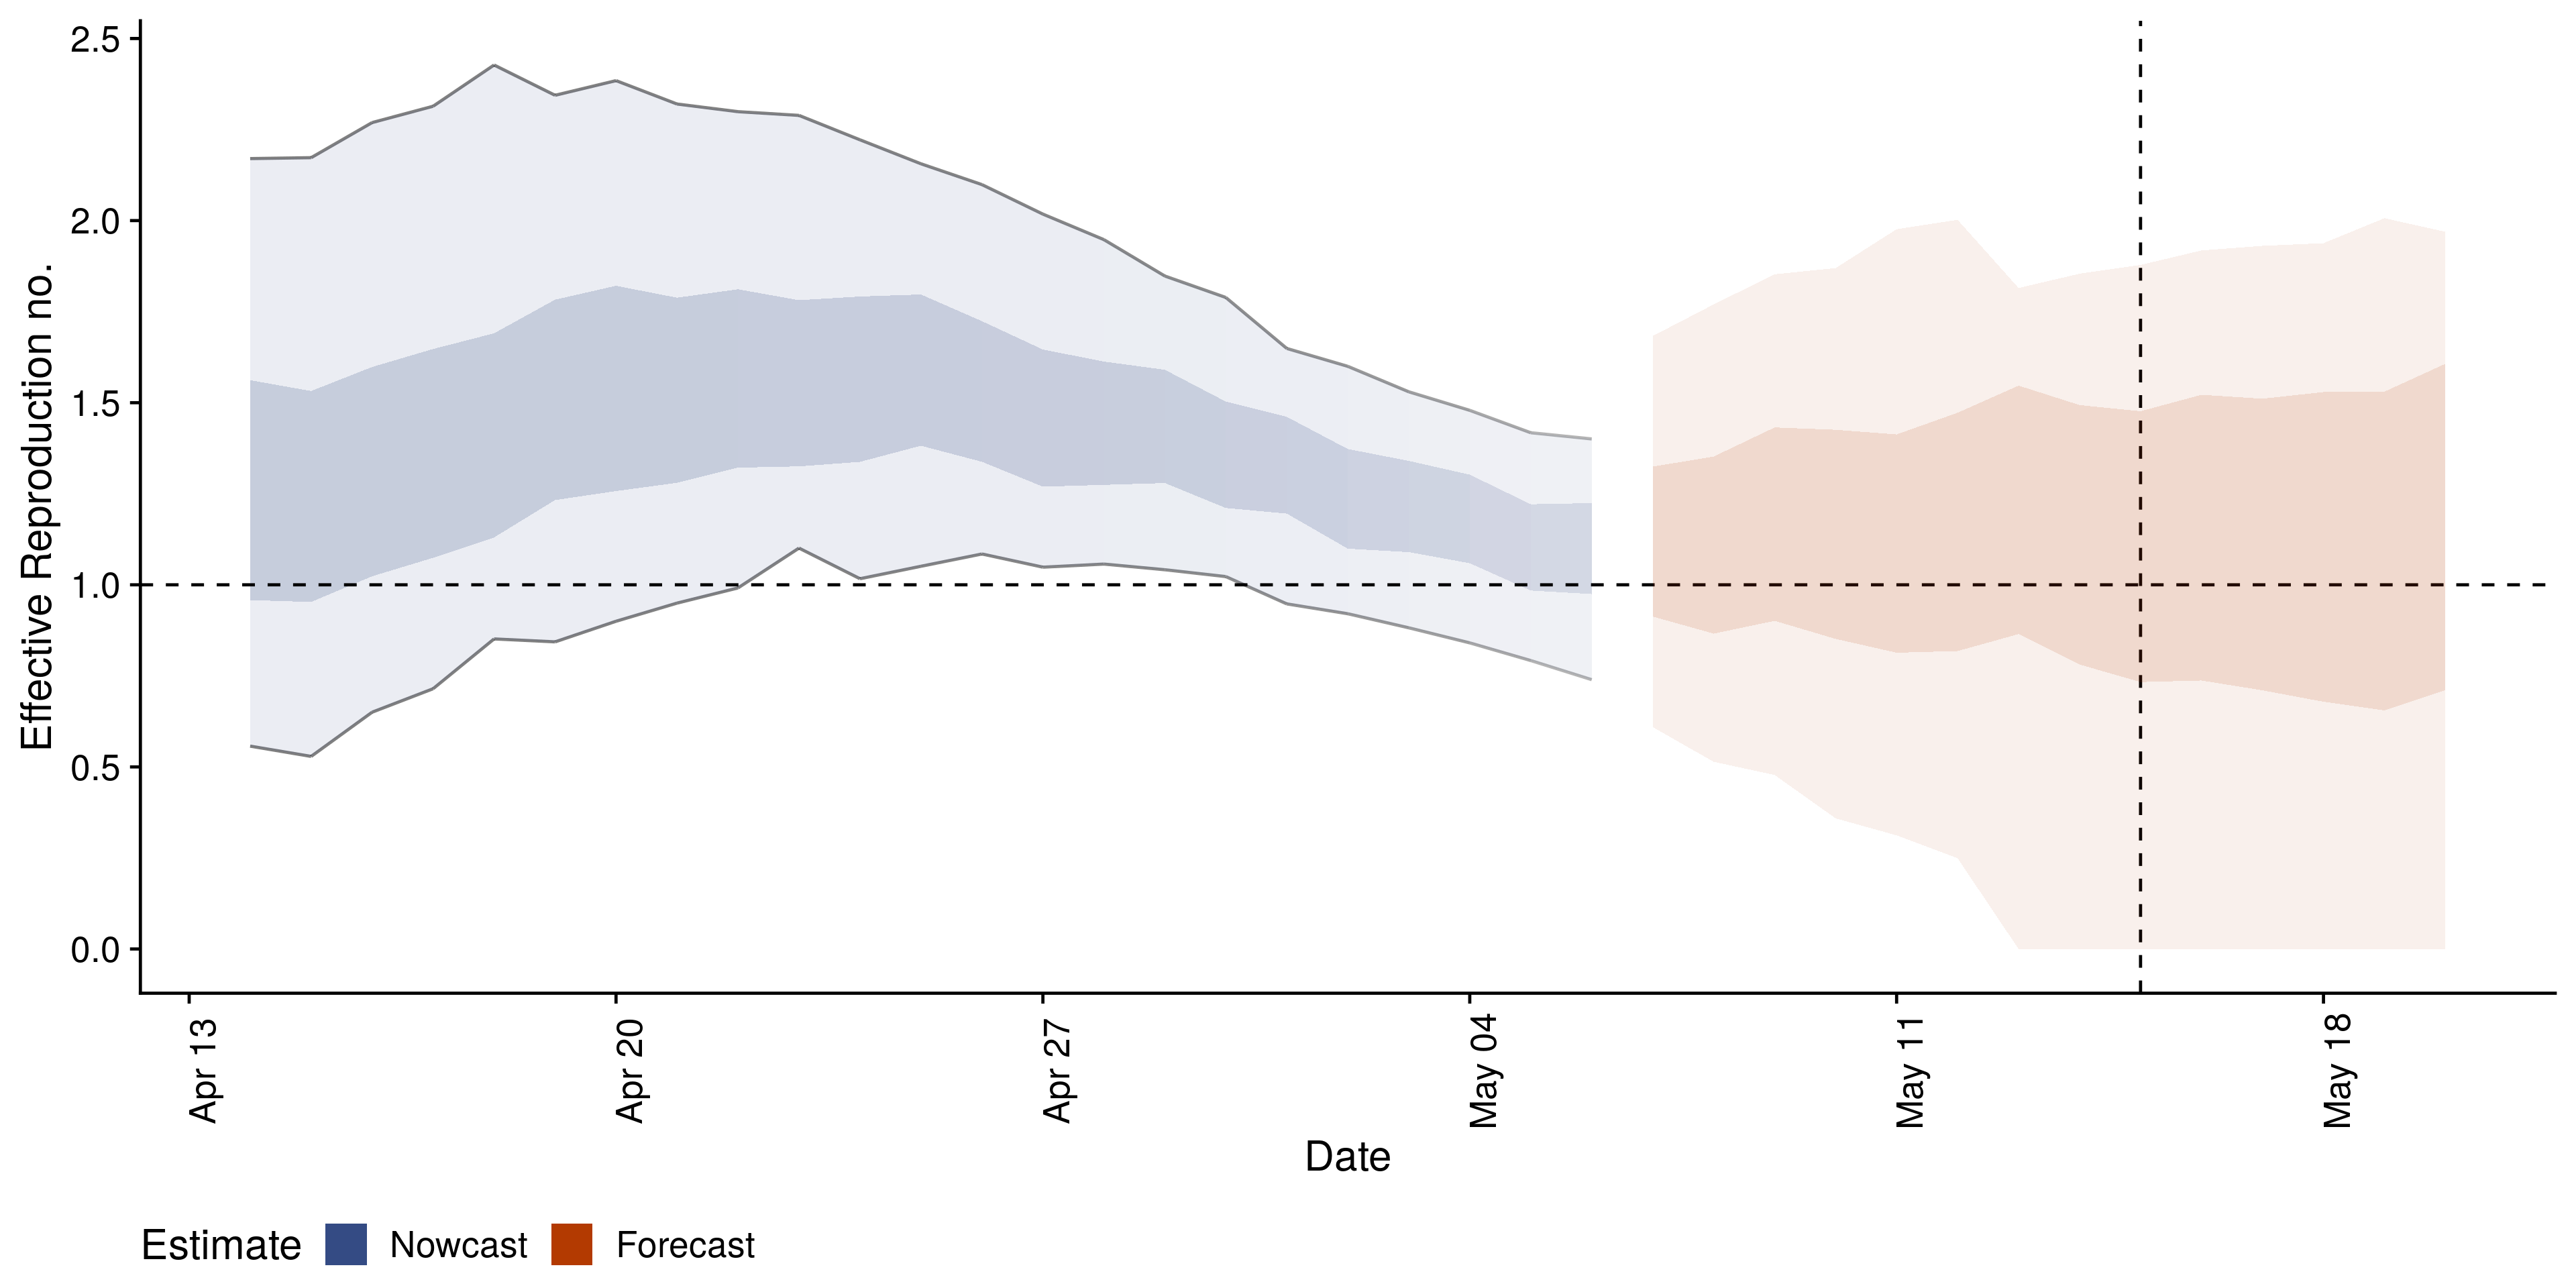 Effective Reproduction no.
2.5
2.0
1.5
1.0
0.5
0.0
Apr 13
Apr 20
Apr 27
May 04
May 11
May 18
Date
Estimate Nowcast Forecast